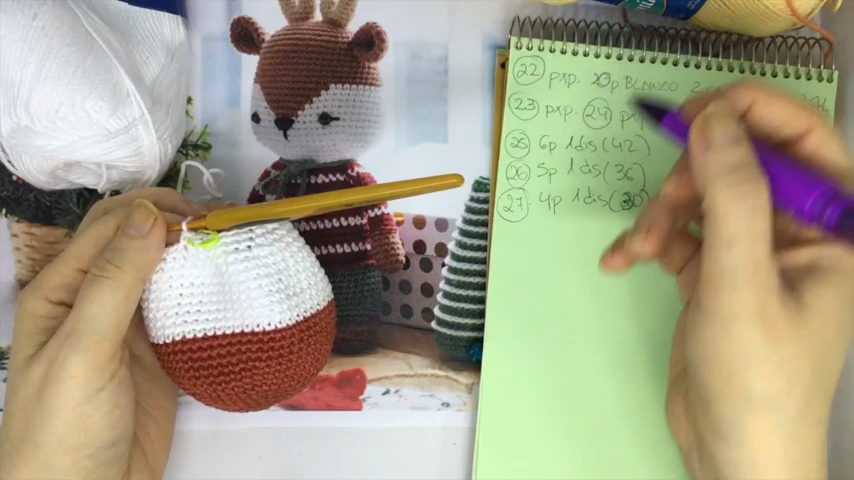 22 pxp. 20p BLANCO
23 pxp. 24 pxp
25 6p 1dis (42)
26 5p 1dis (36)
27 4p 1dis (30)